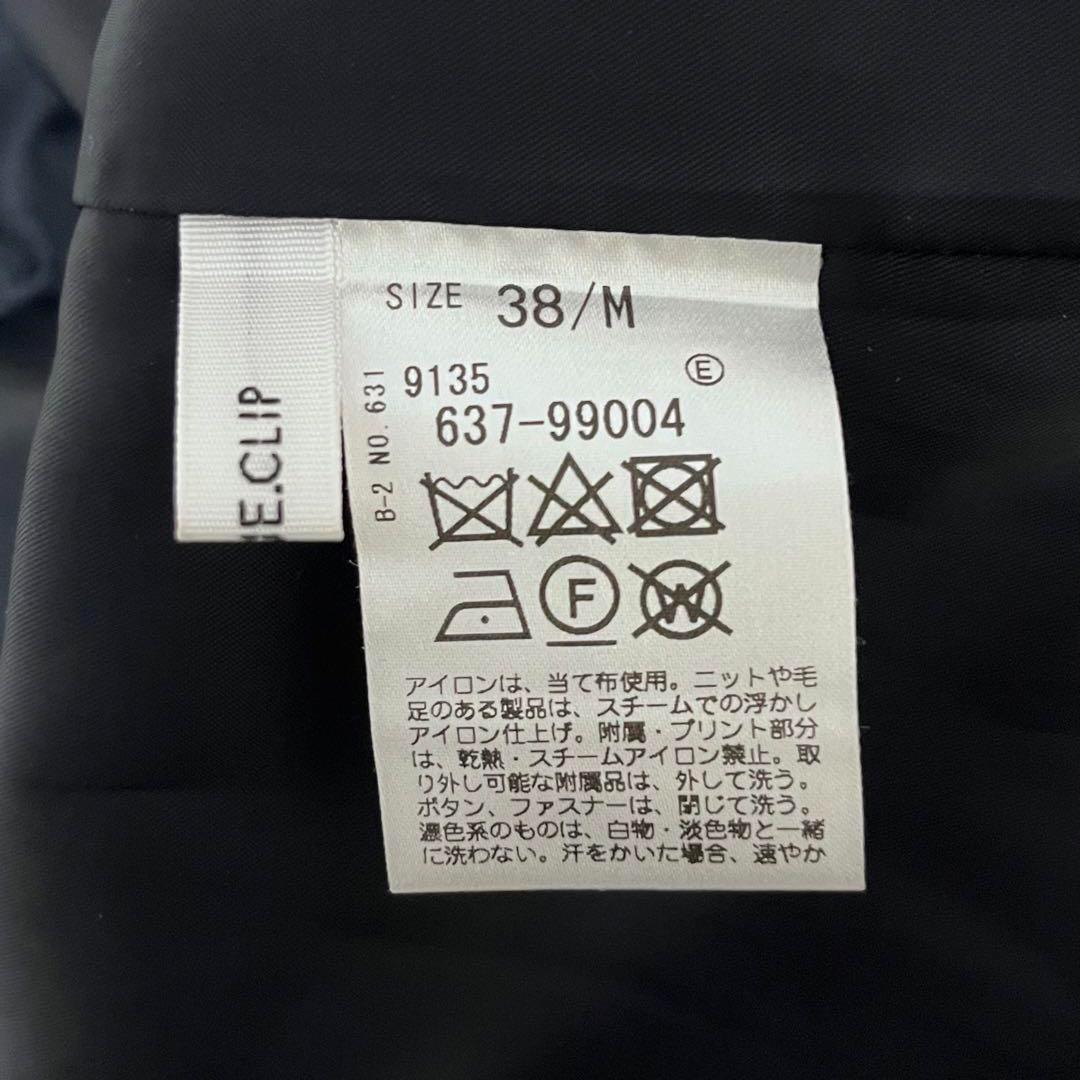 SIZE 38/M
9135 Ⓔ
637-99004
B-2 NO. 631
E.CLIP
F
W
アイロンは、当て布使用。ニットや毛
足のある製品は、スチームでの浮かし
アイロン仕上げ。附属・プリント部分
は、乾熱・スチームアイロン禁止。取
り外し可能な附属品は、外して洗う。
ボタン、ファスナーは、閉じて洗う。
濃色系のものは、白物・淡色物と一緒
に洗わない。汗をかいた場合、速やか